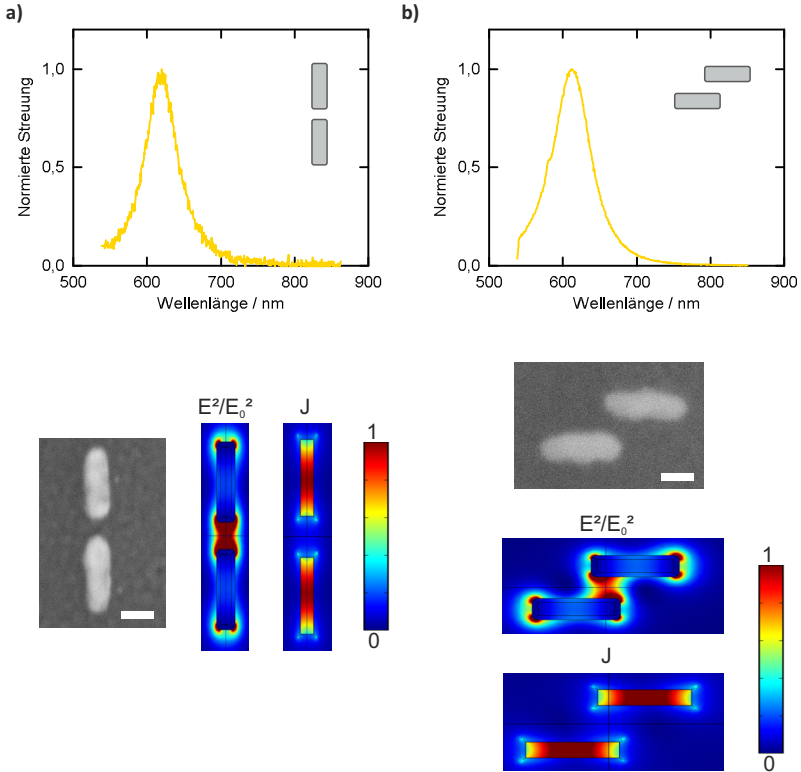 a)
1,0
0,5
0,0
Normierte Streuung
500 600 700 800 900
Wellenlänge / nm
E²/E₀²
J
1
0
b)
1,0
0,5
0,0
Normierte Streuung
500 600 700 800 900
Wellenlänge / nm
E²/E₀²
J
1
0